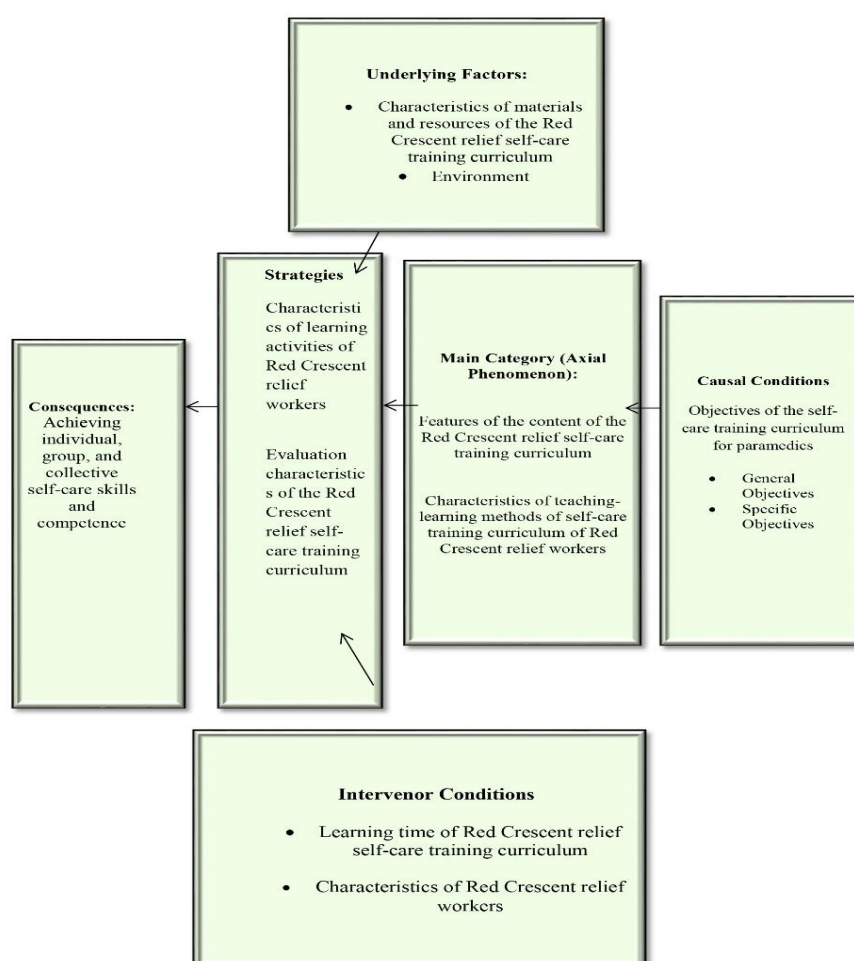 Underlying Factors:
• Characteristics of materials
and resources of the Red
Crescent relief self-care
training curriculum
• Environment
Strategies
Characteristi
cs of learning
activities of
Red Crescent
relief
workers
Evaluation
characteristic
s of the Red
Crescent
relief self-
care training
curriculum
Main Category (Axial
Phenomenon):
Features of the content of the
Red Crescent relief self-care
training curriculum
Characteristics of teaching-
learning methods of self-care
training curriculum of Red
Crescent relief workers
Causal Conditions
Objectives of the self-
care training curriculum
for paramedics
• General
Objectives
• Specific
Objectives
Consequences:
Achieving
individual,
group, and
collective
self-care skills
and
competence
Intervenor Conditions
• Learning time of Red Crescent relief
self-care training curriculum
• Characteristics of Red Crescent relief
workers